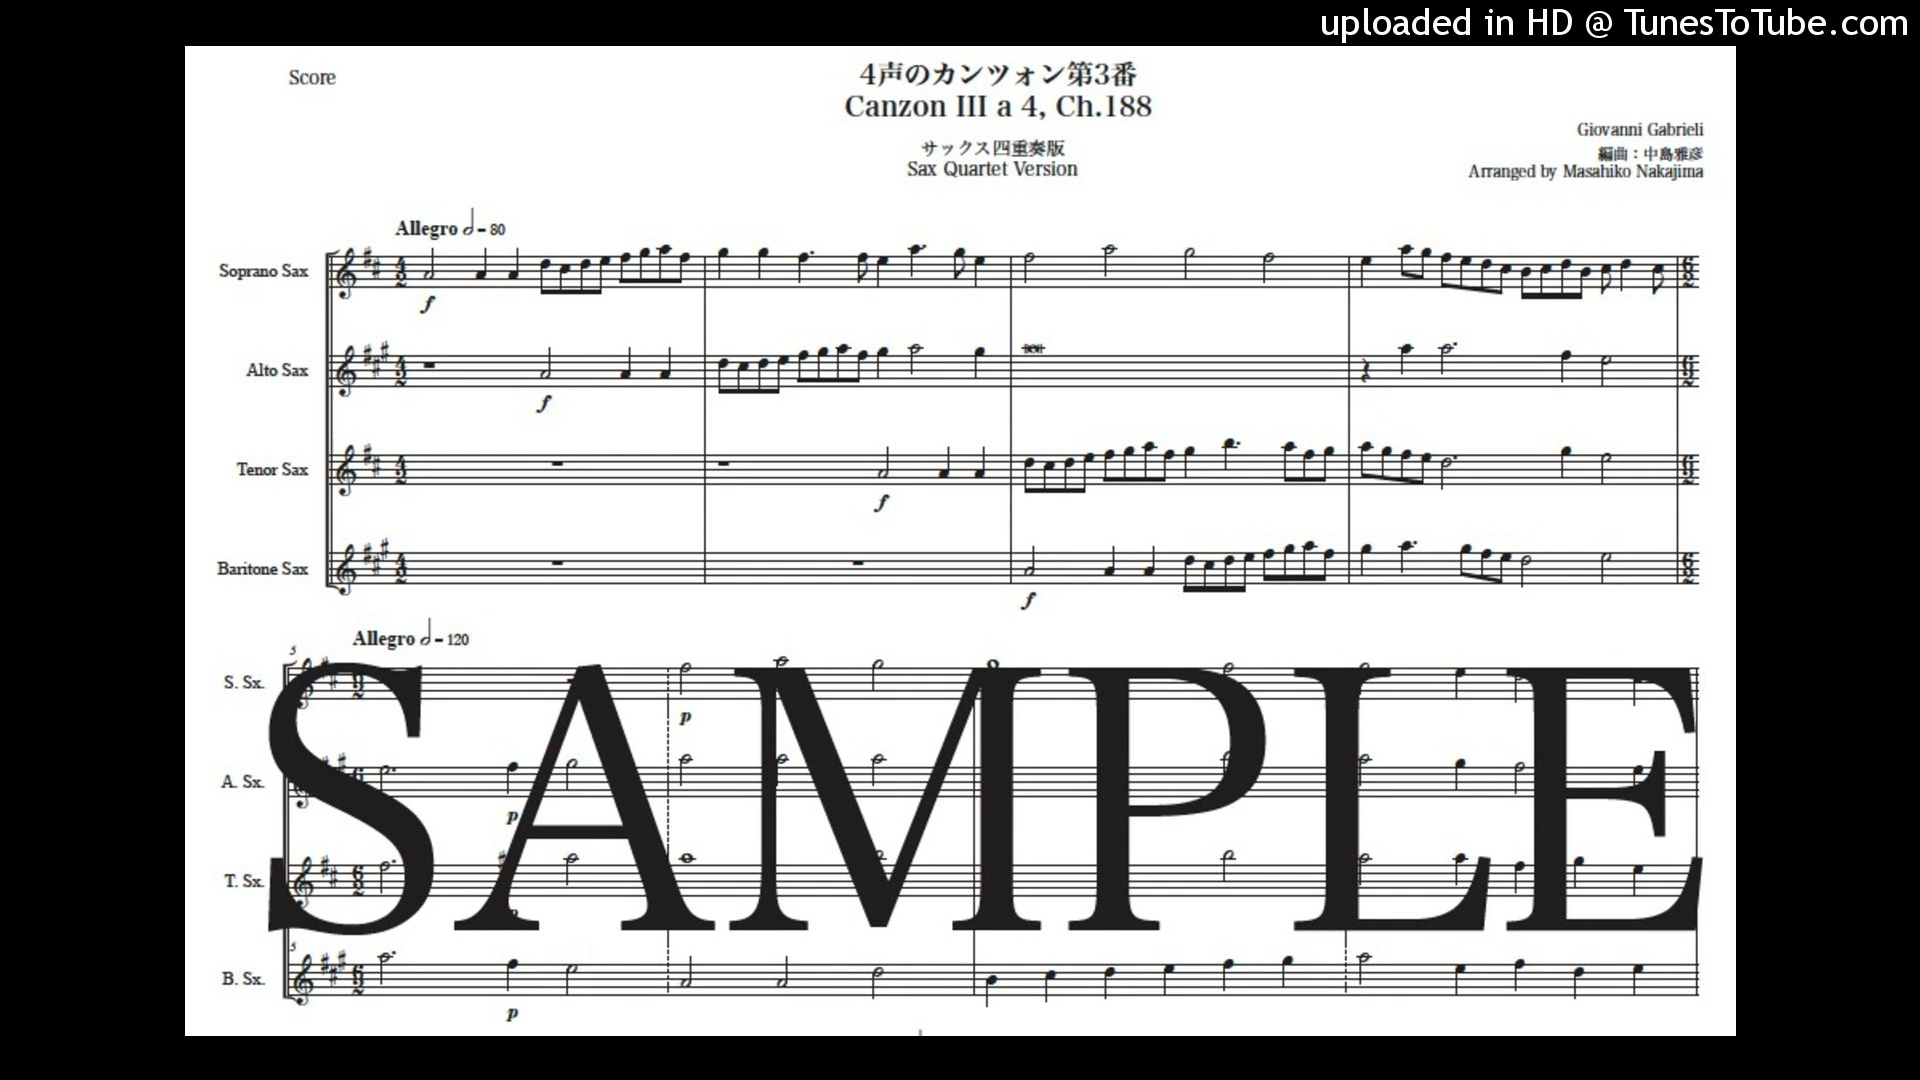 uploaded in HD @ TunesToTube.com
Score
4声のカンツォン第3番
Canzon III a 4, Ch.188
サックス四重奏版
Sax Quartet Version
Giovanni Gabrieli
編曲：中島雅彦
Arranged by Masahiko Nakajima
Allegro 𝅗𝅥 = 80
Soprano Sax
f
Alto Sax
f
Tenor Sax
f
Baritone Sax
f
Allegro 𝅗𝅥 = 120
5
S. Sx.
p
A. Sx.
p
T. Sx.
p
5
B. Sx.
p
SAMPLE